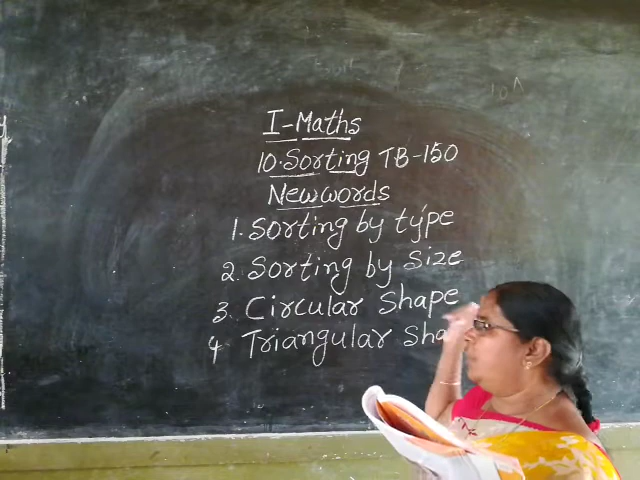 I-Maths
10. Sorting TB-150
New words
1. Sorting by type
2. Sorting by Size
3. Circular Shape
4 Triangular Sha